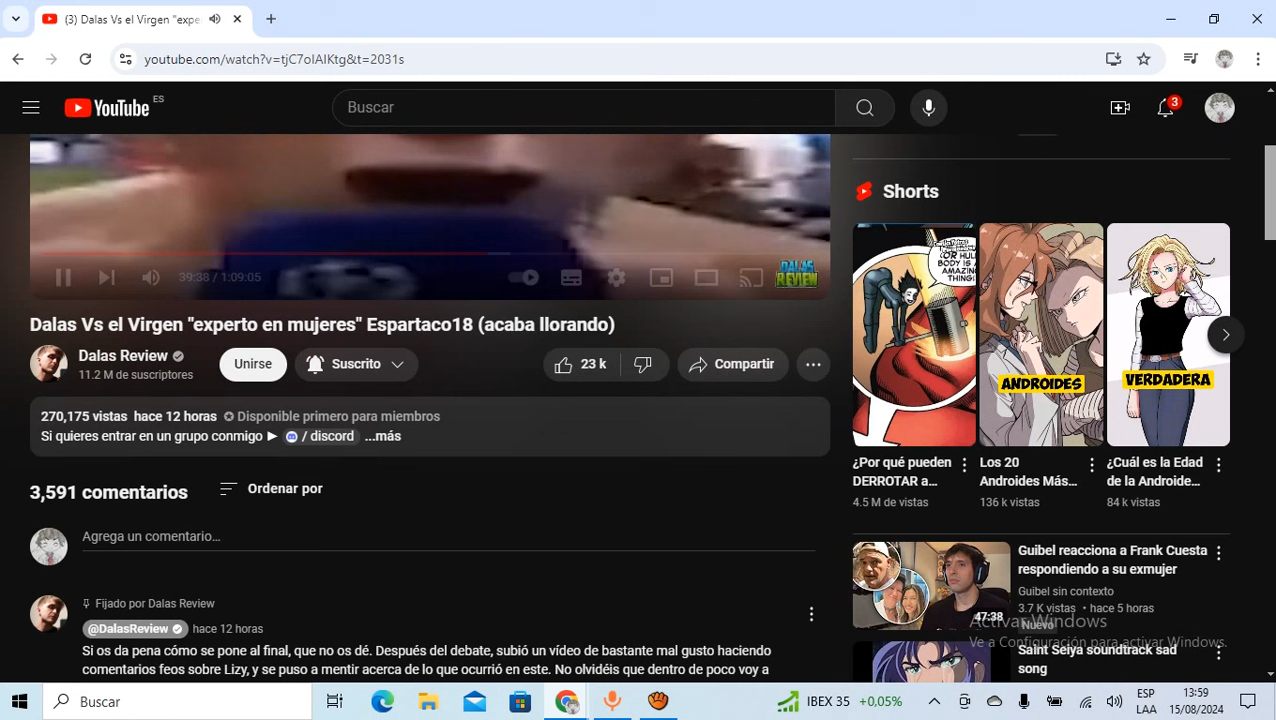 (3) Dalas Vs el Virgen "expe
youtube.com/watch?v=tjC7oIAIKtg&t=2031s
YouTube ES
Buscar
3
39:38 / 1:09:05
DALAS REVIEW
Dalas Vs el Virgen "experto en mujeres" Espartaco18 (acaba llorando)
Dalas Review
11.2 M de suscriptores
Unirse
Suscrito
23 k
Compartir
270,175 vistas hace 12 horas Disponible primero para miembros
Si quieres entrar en un grupo conmigo ► / discord ...más
3,591 comentarios
Ordenar por
Agrega un comentario...
Fijado por Dalas Review
@DalasReview hace 12 horas
Si os da pena cómo se pone al final, que no os dé. Después del debate, subió un vídeo de bastante mal gusto haciendo
comentarios feos sobre Lizy, y se puso a mentir acerca de lo que ocurrió en este. No olvidéis que dentro de poco voy a
Shorts
OR HULK
BODY IS A
AMAZING
THING!
ANDROIDES
VERDADERA
¿Por qué pueden
DERROTAR a...
4.5 M de vistas
Los 20
Androides Más...
136 k vistas
¿Cuál es la Edad
de la Androide...
84 k vistas
47:38
Guibel reacciona a Frank Cuesta
respondiendo a su exmujer
Guibel sin contexto
3.7 K vistas • hace 5 horas
Nuevo
Saint Seiya soundtrack sad
song
Activar Windows
Ve a Configuración para activar Windows.
Buscar
IBEX 35 +0,05%
ESP
LAA
13:59
15/08/2024